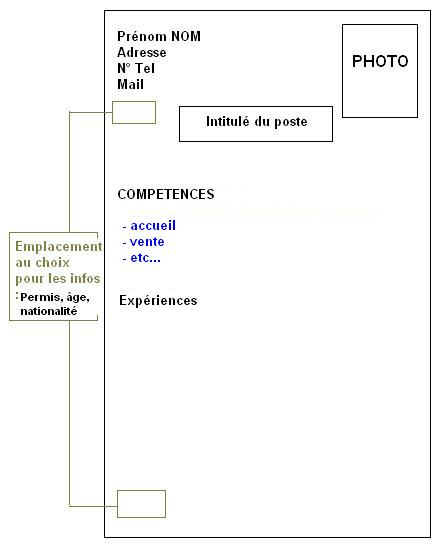 Prénom NOM
Adresse
N° Tel
Mail
PHOTO
Intitulé du poste
COMPETENCES
- accueil
- vente
- etc...
Expériences
Emplacement
au choix
pour les infos
: Permis, âge,
nationalité